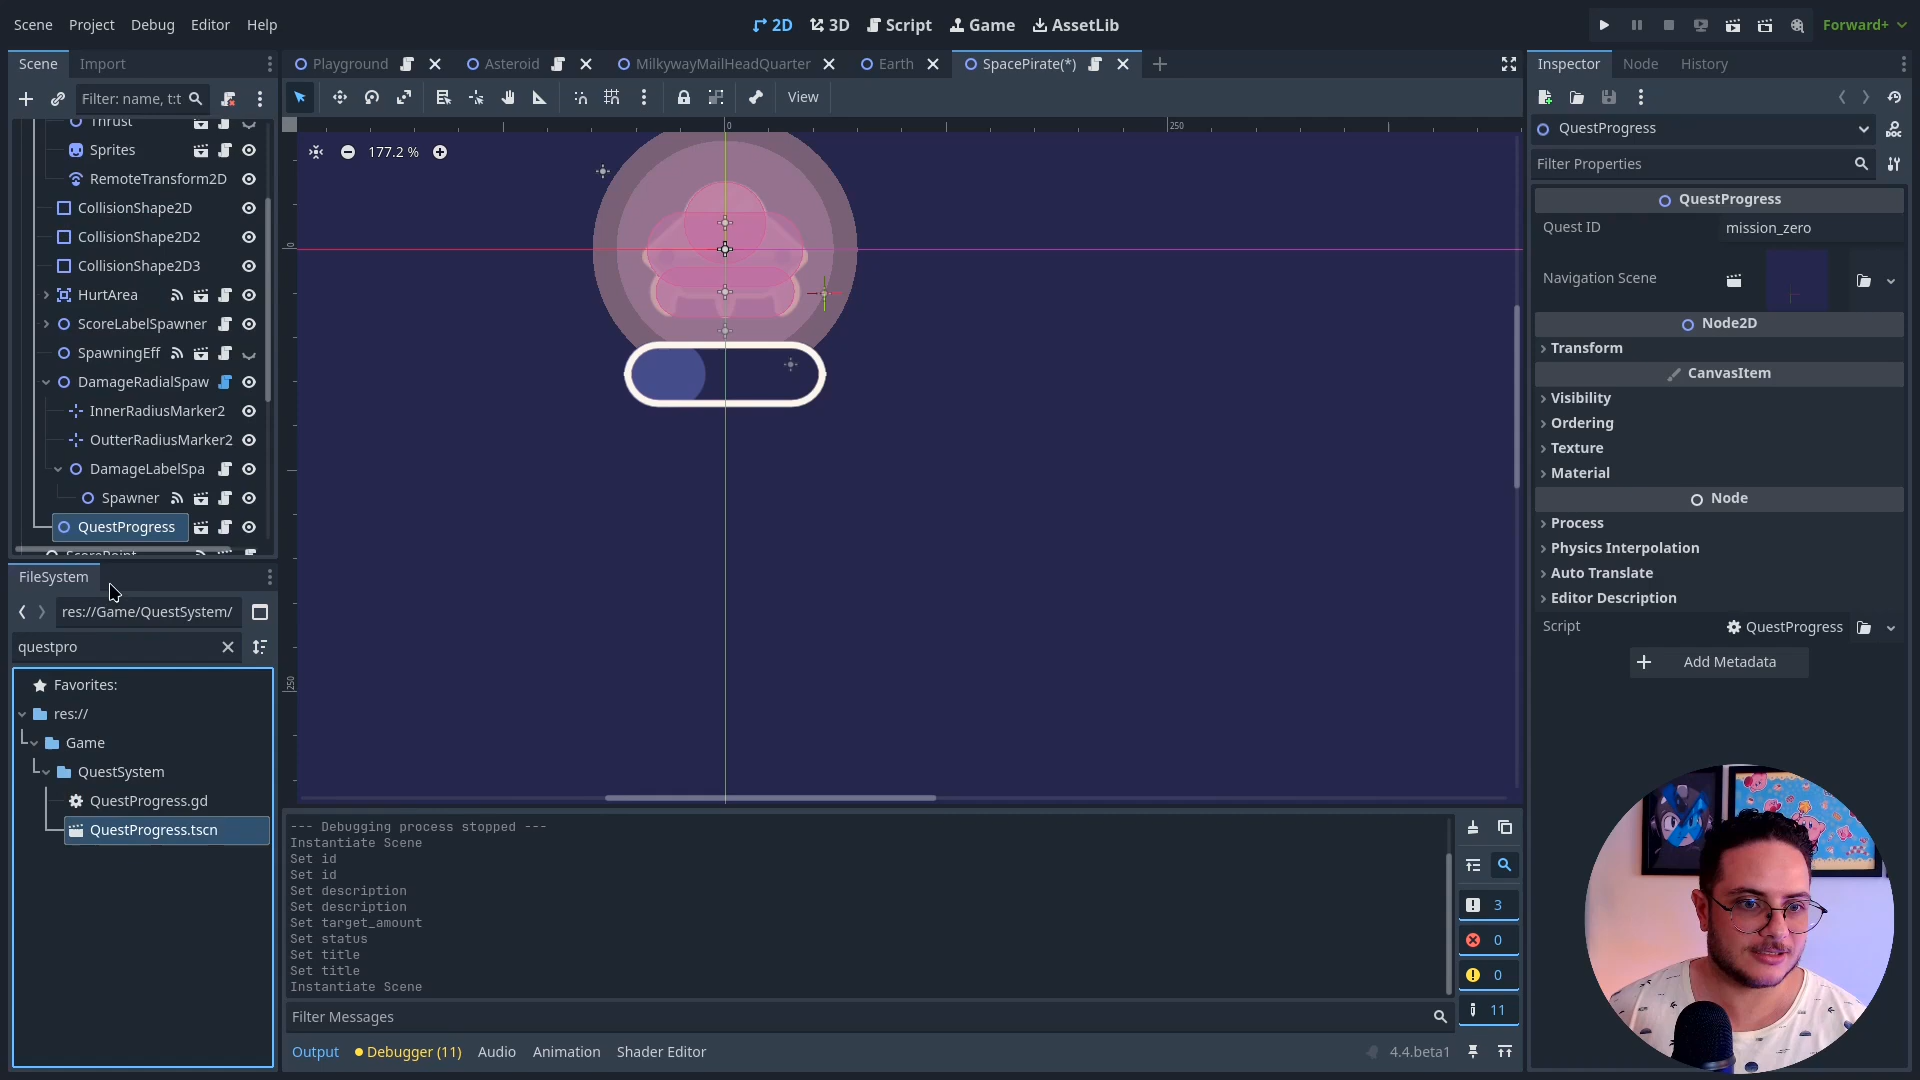 Scene Project Debug Editor Help
2D 3D Script Game AssetLib
Forward+
Scene Import
Playground Asteroid MilkywayMailHeadQuarter Earth SpacePirate(*)
Inspector Node History
Filter: name, t:t
View
QuestProgress
Filter Properties
0 250
177.2 %
0
250
Thrust
Sprites
RemoteTransform2D
CollisionShape2D
CollisionShape2D2
CollisionShape2D3
HurtArea
ScoreLabelSpawner
SpawningEff
DamageRadialSpaw
InnerRadiusMarker2
OutterRadiusMarker2
DamageLabelSpa
Spawner
QuestProgress
ScorePoint
FileSystem
res://Game/QuestSystem/
questpro
Favorites:
res://
Game
QuestSystem
QuestProgress.gd
QuestProgress.tscn
--- Debugging process stopped ---
Instantiate Scene
Set id
Set id
Set description
Set description
Set target_amount
Set status
Set title
Set title
Instantiate Scene
Filter Messages
3
0
0
11
Output Debugger (11) Audio Animation Shader Editor
4.4.beta1
QuestProgress
Quest ID mission_zero
Navigation Scene
Node2D
Transform
CanvasItem
Visibility
Ordering
Texture
Material
Node
Process
Physics Interpolation
Auto Translate
Editor Description
Script QuestProgress
Add Metadata